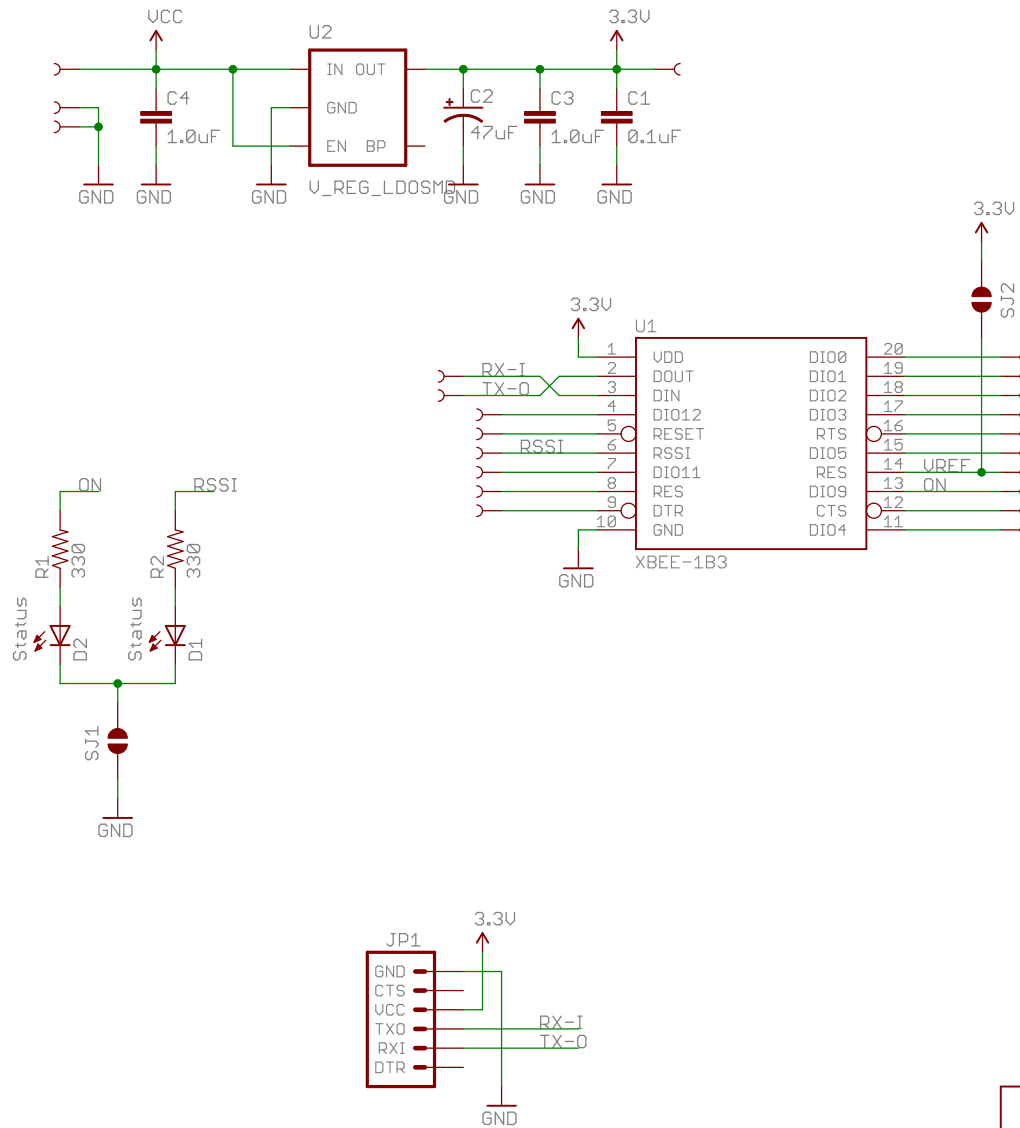 VCC
U2
3.3V
IN OUT
GND
EN BP
C4
1.0uF
C2
47uF
C3
1.0uF
C1
0.1uF
V_REG_LDOSMD
GND
GND
GND
GND
GND
GND
3.3V
SJ2
3.3V
U1
RX-I
TX-O
RSSI
1 VDD
2 DOUT
3 DIN
4 DIO12
5 RESET
6 RSSI
7 DIO11
8 RES
9 DTR
10 GND
DIO0 20
DIO1 19
DIO2 18
DIO3 17
RTS 16
DIO5 15
RES 14 VREF
DIO9 13 ON
CTS 12
DIO4 11
GND
XBEE-1B3
ON
RSSI
R1
330
R2
330
Status
D2
Status
D1
SJ1
GND
3.3V
JP1
GND
CTS
VCC
TXO
RXI
DTR
RX-I
TX-O
GND